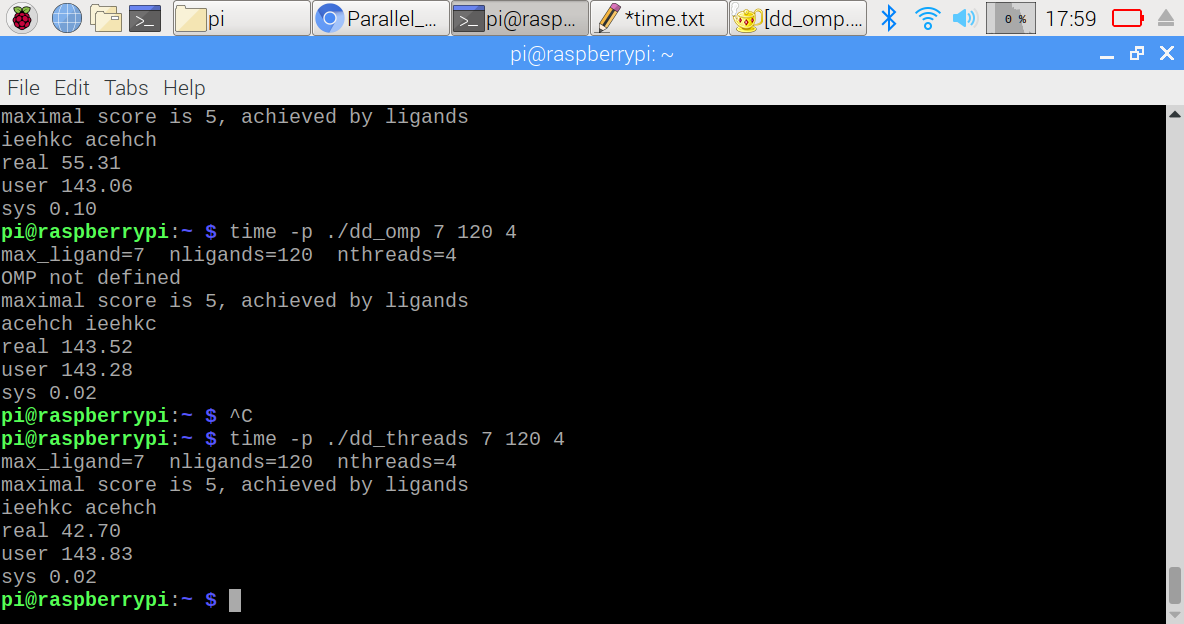 pi Parallel_... pi@rasp... *time.txt [dd_omp.... 0 % 17:59
pi@raspberrypi: ~
File Edit Tabs Help
maximal score is 5, achieved by ligands
ieehkc acehch
real 55.31
user 143.06
sys 0.10
pi@raspberrypi:~ $ time -p ./dd_omp 7 120 4
max_ligand=7  nligands=120  nthreads=4
OMP not defined
maximal score is 5, achieved by ligands
acehch ieehkc
real 143.52
user 143.28
sys 0.02
pi@raspberrypi:~ $ ^C
pi@raspberrypi:~ $ time -p ./dd_threads 7 120 4
max_ligand=7  nligands=120  nthreads=4
maximal score is 5, achieved by ligands
ieehkc acehch
real 42.70
user 143.83
sys 0.02
pi@raspberrypi:~ $